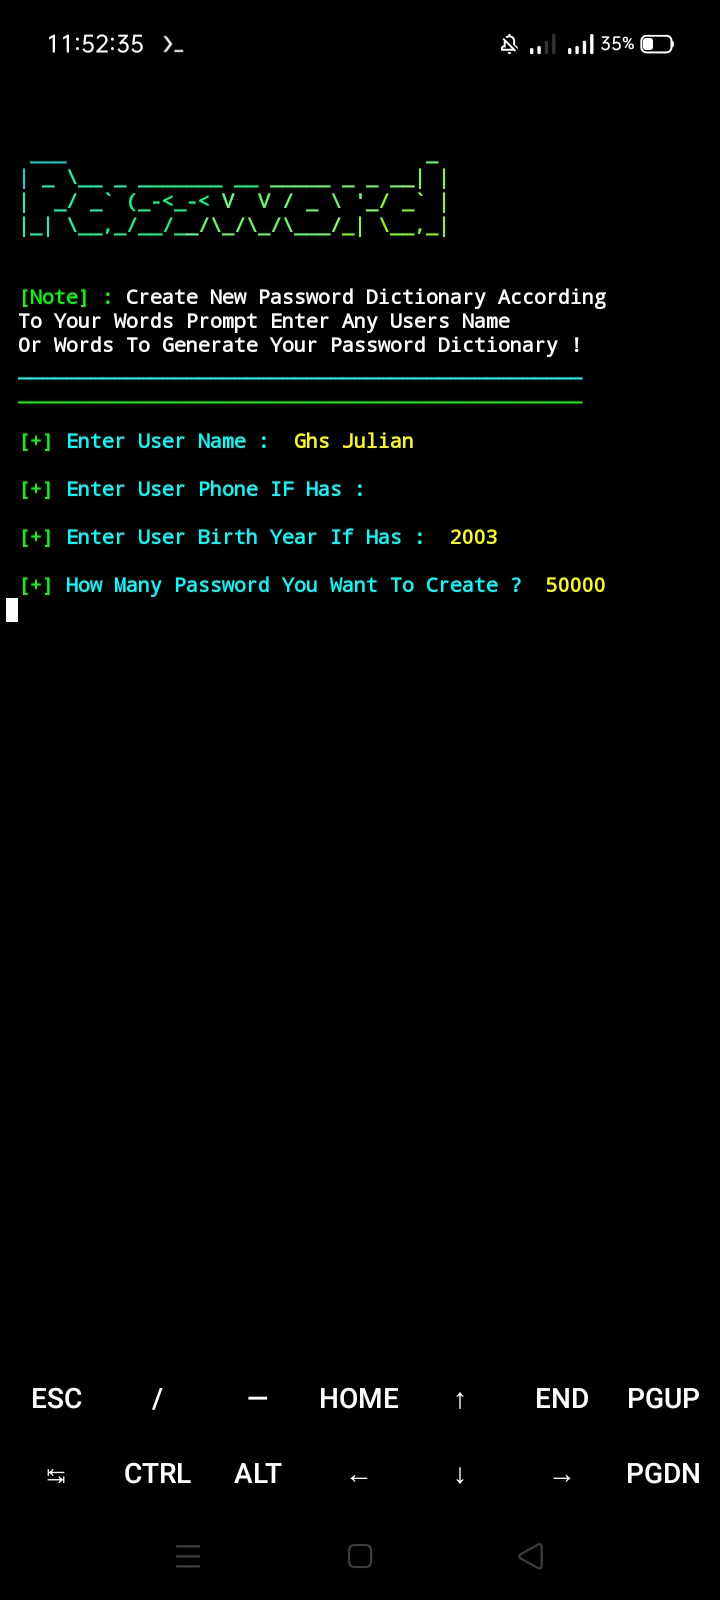 11:52:35 >_ 35%
Password
[Note] : Create New Password Dictionary According
To Your Words Prompt Enter Any Users Name
Or Words To Generate Your Password Dictionary !
[+] Enter User Name :  Ghs Julian
[+] Enter User Phone IF Has :
[+] Enter User Birth Year If Has :  2003
[+] How Many Password You Want To Create ?  50000
ESC / — HOME ↑ END PGUP
↹ CTRL ALT ← ↓ → PGDN